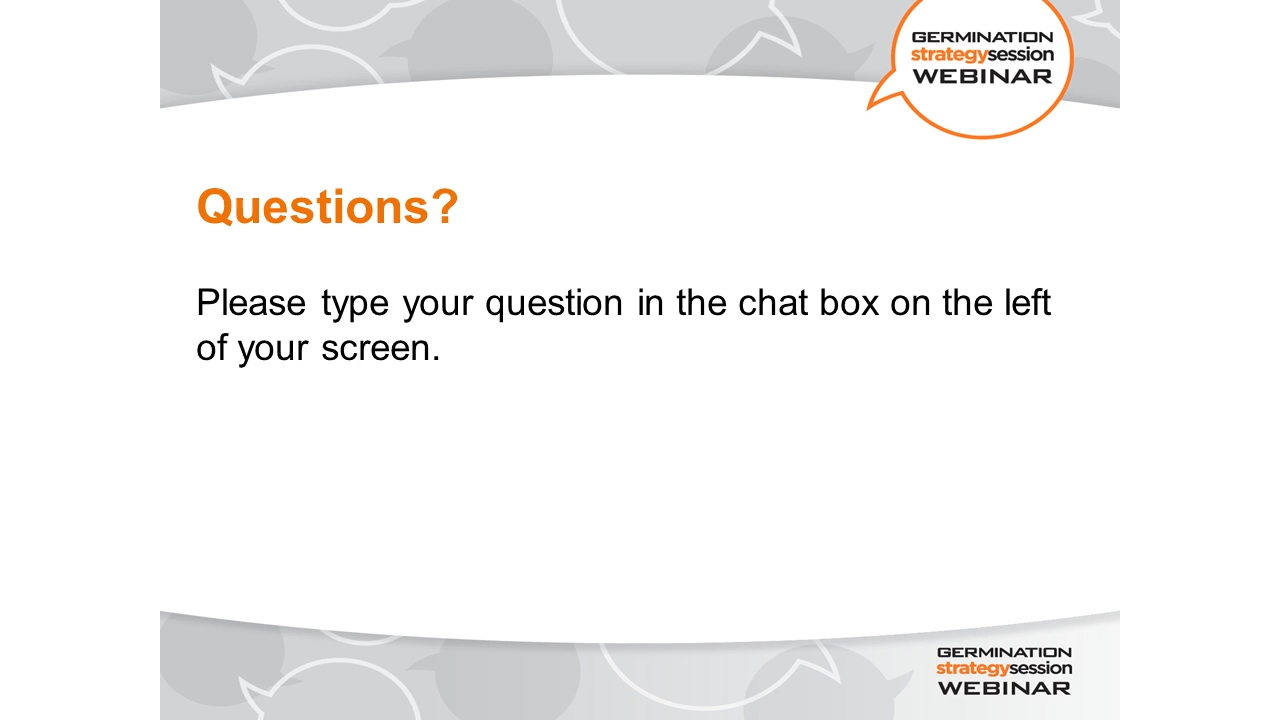 GERMINATION
strategysession
WEBINAR
Questions?
Please type your question in the chat box on the left
of your screen.
GERMINATION
strategysession
WEBINAR